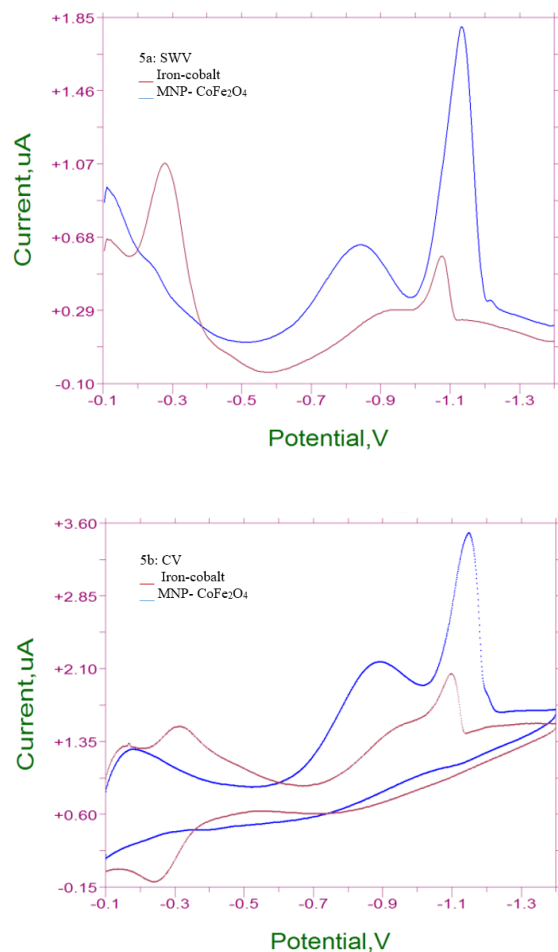 +1.85
5a: SWV
Iron-cobalt
MNP- CoFe₂O₄
+1.46
+1.07
+0.68
+0.29
-0.10
Current,uA
-0.1 -0.3 -0.5 -0.7 -0.9 -1.1 -1.3
Potential,V
+3.60
5b: CV
Iron-cobalt
MNP- CoFe₂O₄
+2.85
+2.10
+1.35
+0.60
-0.15
Current,uA
-0.1 -0.3 -0.5 -0.7 -0.9 -1.1 -1.3
Potential,V